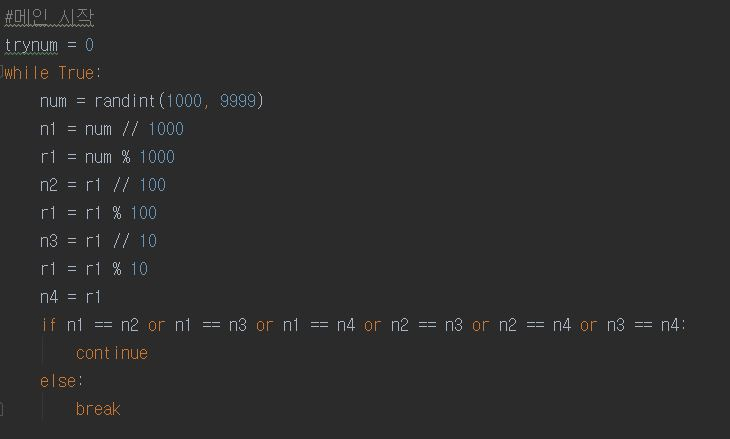 #메인 시작
trynum = 0
while True:
    num = randint(1000, 9999)
    n1 = num // 1000
    r1 = num % 1000
    n2 = r1 // 100
    r1 = r1 % 100
    n3 = r1 // 10
    r1 = r1 % 10
    n4 = r1
    if n1 == n2 or n1 == n3 or n1 == n4 or n2 == n3 or n2 == n4 or n3 == n4:
        continue
    else:
        break